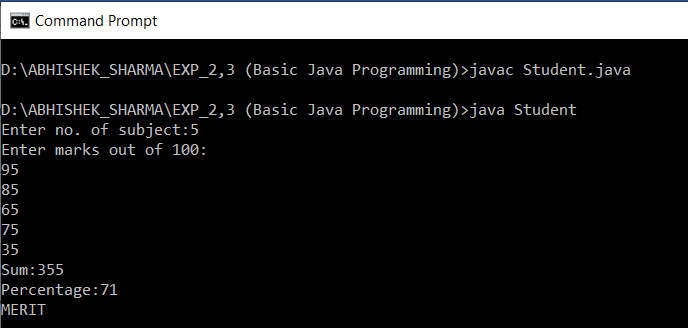 Command Prompt
D:\ABHISHEK_SHARMA\EXP_2,3 (Basic Java Programming)>javac Student.java
D:\ABHISHEK_SHARMA\EXP_2,3 (Basic Java Programming)>java Student
Enter no. of subject:5
Enter marks out of 100:
95
85
65
75
35
Sum:355
Percentage:71
MERIT